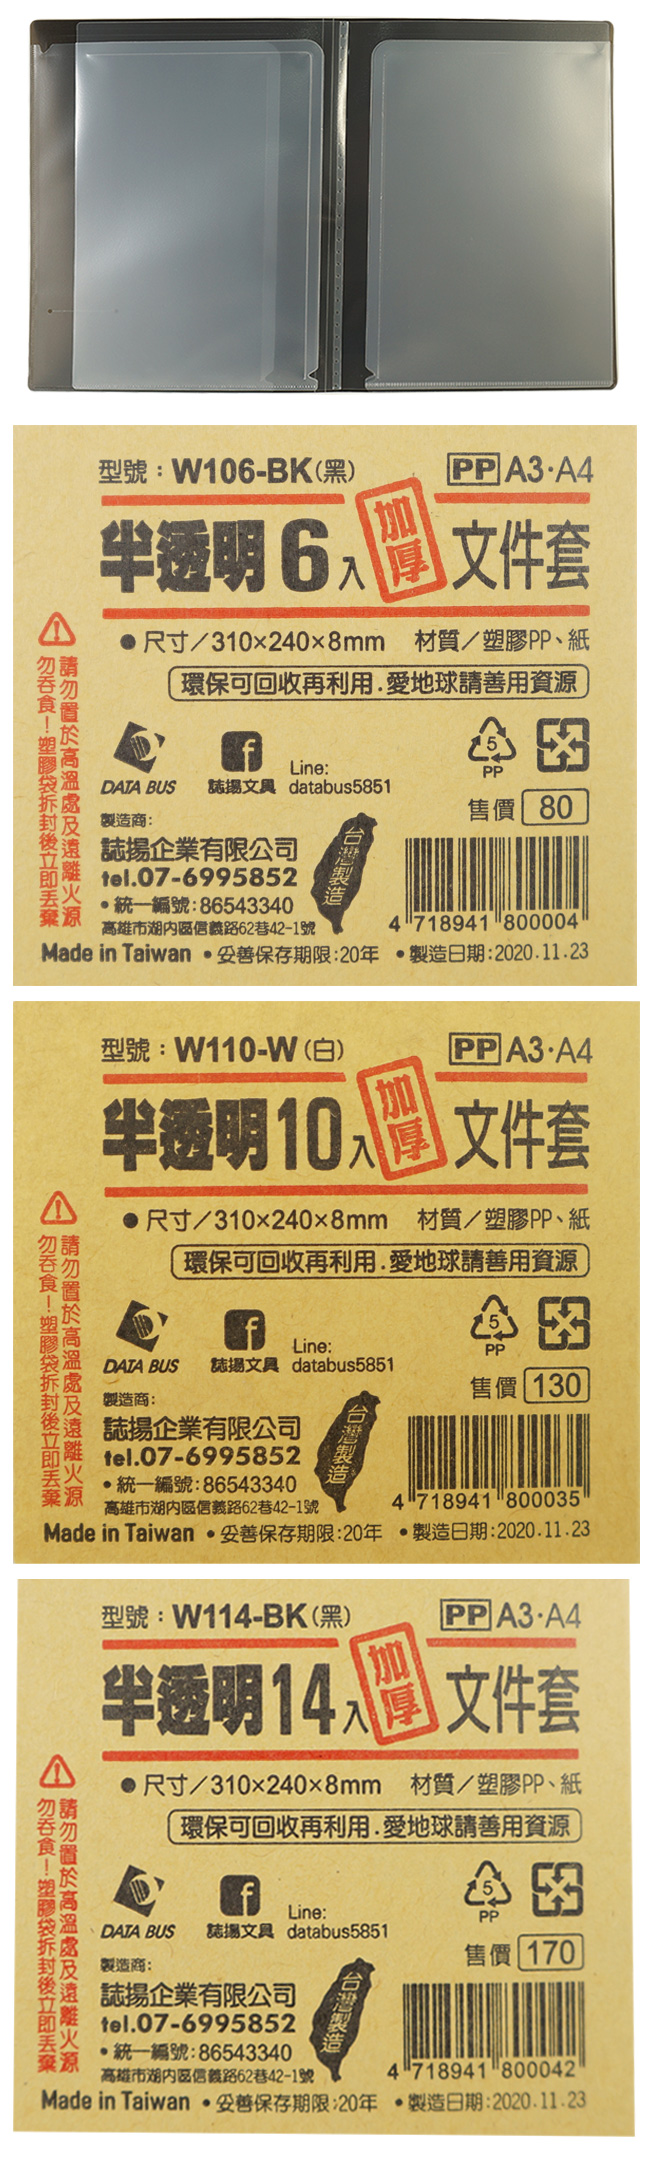 型號：W106-BK(黑) PP A3·A4
半透明6入 加厚 文件套
●尺寸／310×240×8mm 材質／塑膠PP、紙
環保可回收再利用.愛地球請善用資源
請勿置於高溫處及遠離火源
勿吞食！塑膠袋拆封後立即丟棄
DATA BUS
f
誌揚文具
Line:
databus5851
5
PP
售價 80
製造商:
誌揚企業有限公司
tel.07-6995852
•統一編號:86543340
高雄市湖內區信義路62巷42-1號
台灣製造
4 718941 800004
Made in Taiwan •妥善保存期限:20年 •製造日期:2020.11.23
型號：W110-W(白) PP A3·A4
半透明10入 加厚 文件套
●尺寸／310×240×8mm 材質／塑膠PP、紙
環保可回收再利用.愛地球請善用資源
請勿置於高溫處及遠離火源
勿吞食！塑膠袋拆封後立即丟棄
DATA BUS
f
誌揚文具
Line:
databus5851
5
PP
售價 130
製造商:
誌揚企業有限公司
tel.07-6995852
•統一編號:86543340
高雄市湖內區信義路62巷42-1號
台灣製造
4 718941 800035
Made in Taiwan •妥善保存期限:20年 •製造日期:2020.11.23
型號：W114-BK(黑) PP A3·A4
半透明14入 加厚 文件套
●尺寸／310×240×8mm 材質／塑膠PP、紙
環保可回收再利用.愛地球請善用資源
請勿置於高溫處及遠離火源
勿吞食！塑膠袋拆封後立即丟棄
DATA BUS
f
誌揚文具
Line:
databus5851
5
PP
售價 170
製造商:
誌揚企業有限公司
tel.07-6995852
•統一編號:86543340
高雄市湖內區信義路62巷42-1號
台灣製造
4 718941 800042
Made in Taiwan •妥善保存期限:20年 •製造日期:2020.11.23